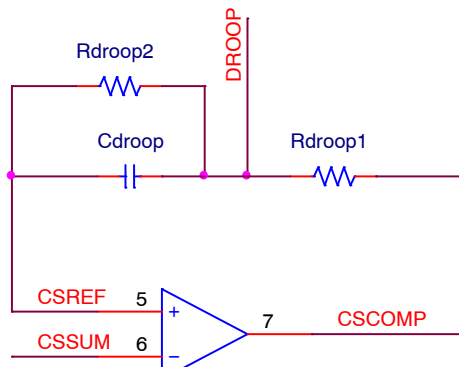 Rdroop2
DROOP
Cdroop
Rdroop1
CSREF 5 +
7 CSCOMP
CSSUM 6 −